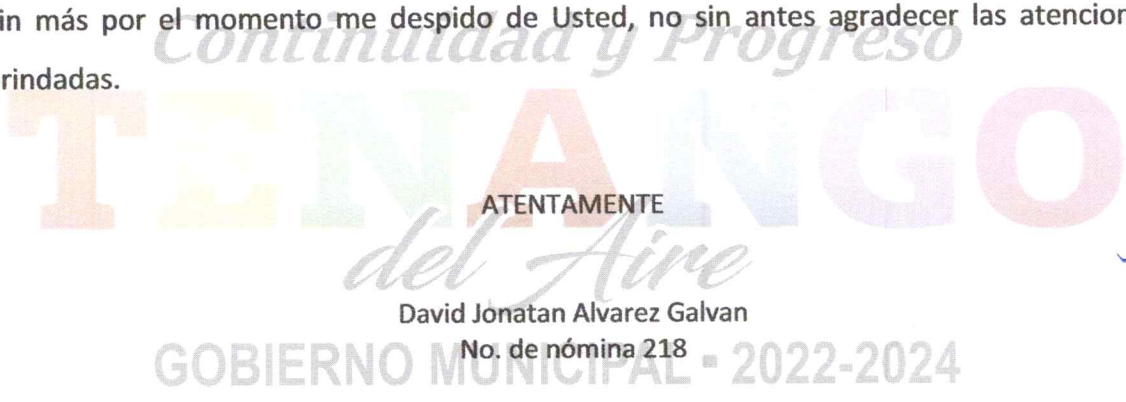 in más por el momento me despido de Usted, no sin antes agradecer las atencion
Continuidad y Progreso
rindadas.
TENANGO
ATENTAMENTE
del Aire
David Jonatan Alvarez Galvan
No. de nómina 218
GOBIERNO MUNICIPAL - 2022-2024